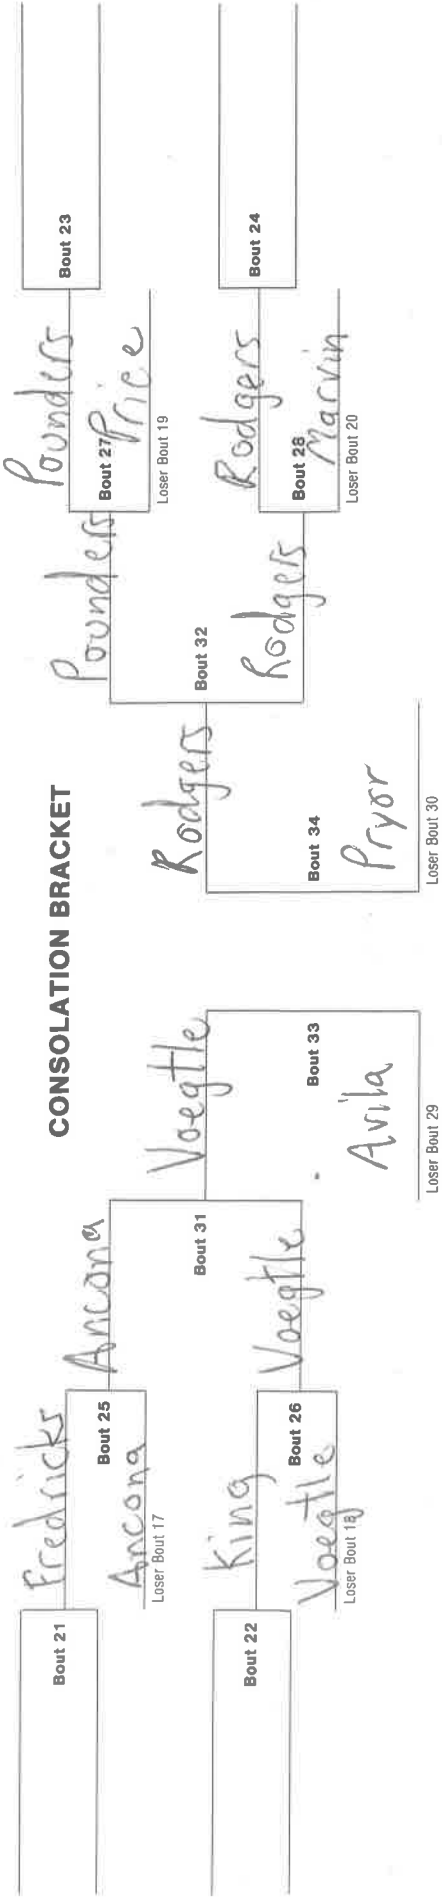 CONSOLATION BRACKET
Bout 21
Fredricks
Bout 25
Ancona
Loser Bout 17
Ancona
Bout 22
King
Bout 26
Voegtle
Loser Bout 18
Voegtle
Bout 31
Voegtle
Bout 33
Avila
Loser Bout 29
Bout 23
Pounders
Bout 27
Price
Loser Bout 19
Pounders
Bout 24
Rodgers
Bout 28
Marvin
Loser Bout 20
Rodgers
Bout 32
Rodgers
Bout 34
Pryor
Loser Bout 30